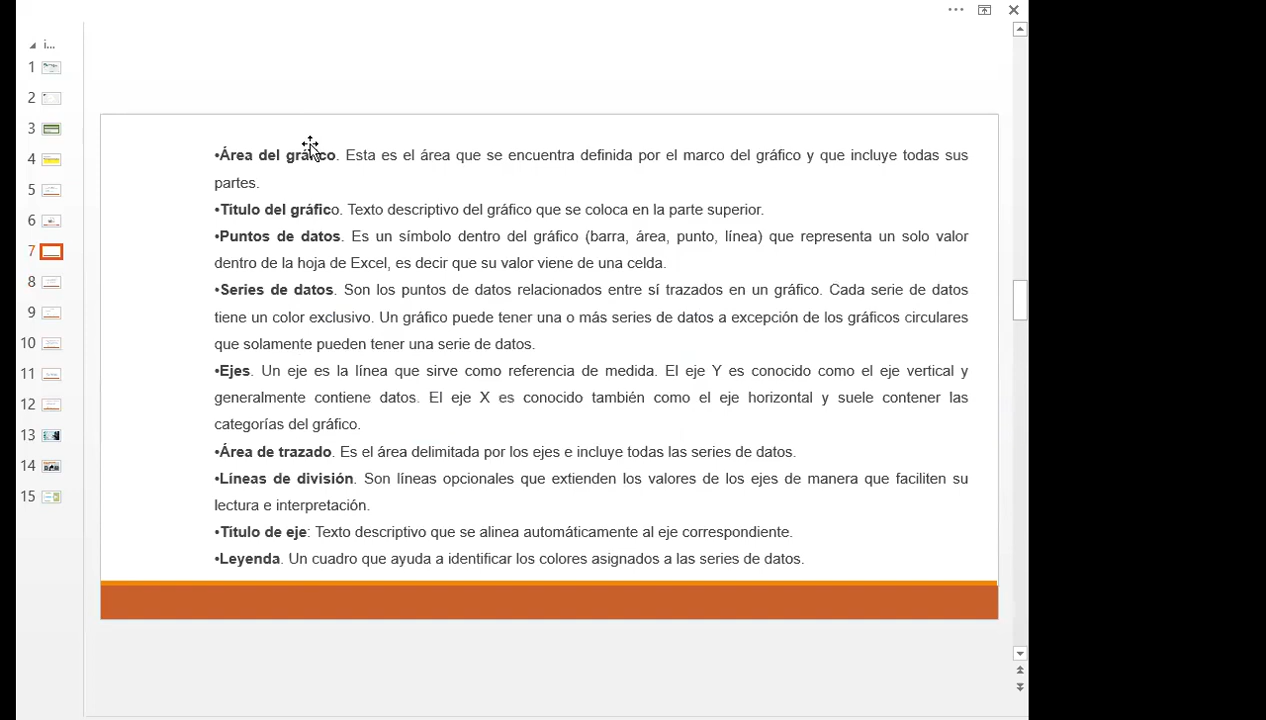 i...
1
2
3
4
5
6
7
8
9
10
11
12
13
14
15
•Área del gráfico. Esta es el área que se encuentra definida por el marco del gráfico y que incluye todas sus
partes.
•Título del gráfico. Texto descriptivo del gráfico que se coloca en la parte superior.
•Puntos de datos. Es un símbolo dentro del gráfico (barra, área, punto, línea) que representa un solo valor
dentro de la hoja de Excel, es decir que su valor viene de una celda.
•Series de datos. Son los puntos de datos relacionados entre sí trazados en un gráfico. Cada serie de datos
tiene un color exclusivo. Un gráfico puede tener una o más series de datos a excepción de los gráficos circulares
que solamente pueden tener una serie de datos.
•Ejes. Un eje es la línea que sirve como referencia de medida. El eje Y es conocido como el eje vertical y
generalmente contiene datos. El eje X es conocido también como el eje horizontal y suele contener las
categorías del gráfico.
•Área de trazado. Es el área delimitada por los ejes e incluye todas las series de datos.
•Líneas de división. Son líneas opcionales que extienden los valores de los ejes de manera que faciliten su
lectura e interpretación.
•Título de eje: Texto descriptivo que se alinea automáticamente al eje correspondiente.
•Leyenda. Un cuadro que ayuda a identificar los colores asignados a las series de datos.